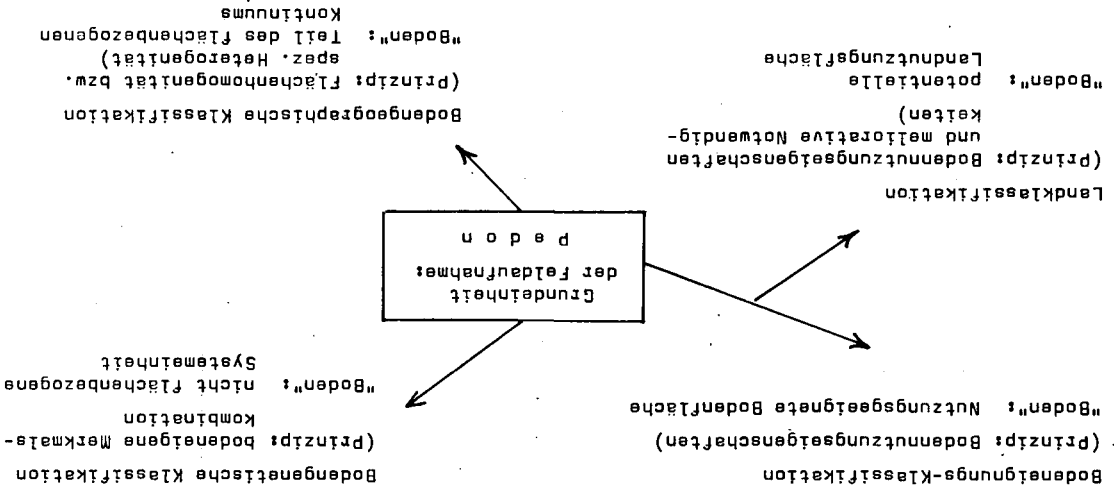 Bodeneignungs-Klassifikation
(Prinzip: Bodennutzungseigenschaften)
"Boden": Nutzungsgeeignete Bodenfläche
Bodengenetische Klassifikation
(Prinzip: bodeneigene Merkmals-
kombination
"Boden": nicht flächenbezogene
Systemeinheit
Grundeinheit
der Feldaufnahme:
P e d o n
Landklassifikation
(Prinzip: Bodennutzungseigenschaften
und meliorative Notwendig-
keiten)
"Boden": potentielle
Landnutzungsfläche
Bodengeographische Klassifikation
(Prinzip: Flächenhomogenität bzw.
spez. Heterogenität)
"Boden": Teil des flächenbezogenen
Kontinuums